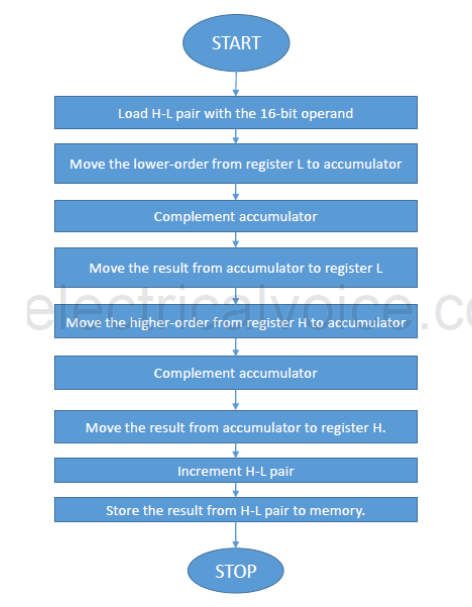 START
Load H-L pair with the 16-bit operand
Move the lower-order from register L to accumulator
Complement accumulator
Move the result from accumulator to register L
electricalvoice.co
Move the higher-order from register H to accumulator
Complement accumulator
Move the result from accumulator to register H.
Increment H-L pair
Store the result from H-L pair to memory.
STOP